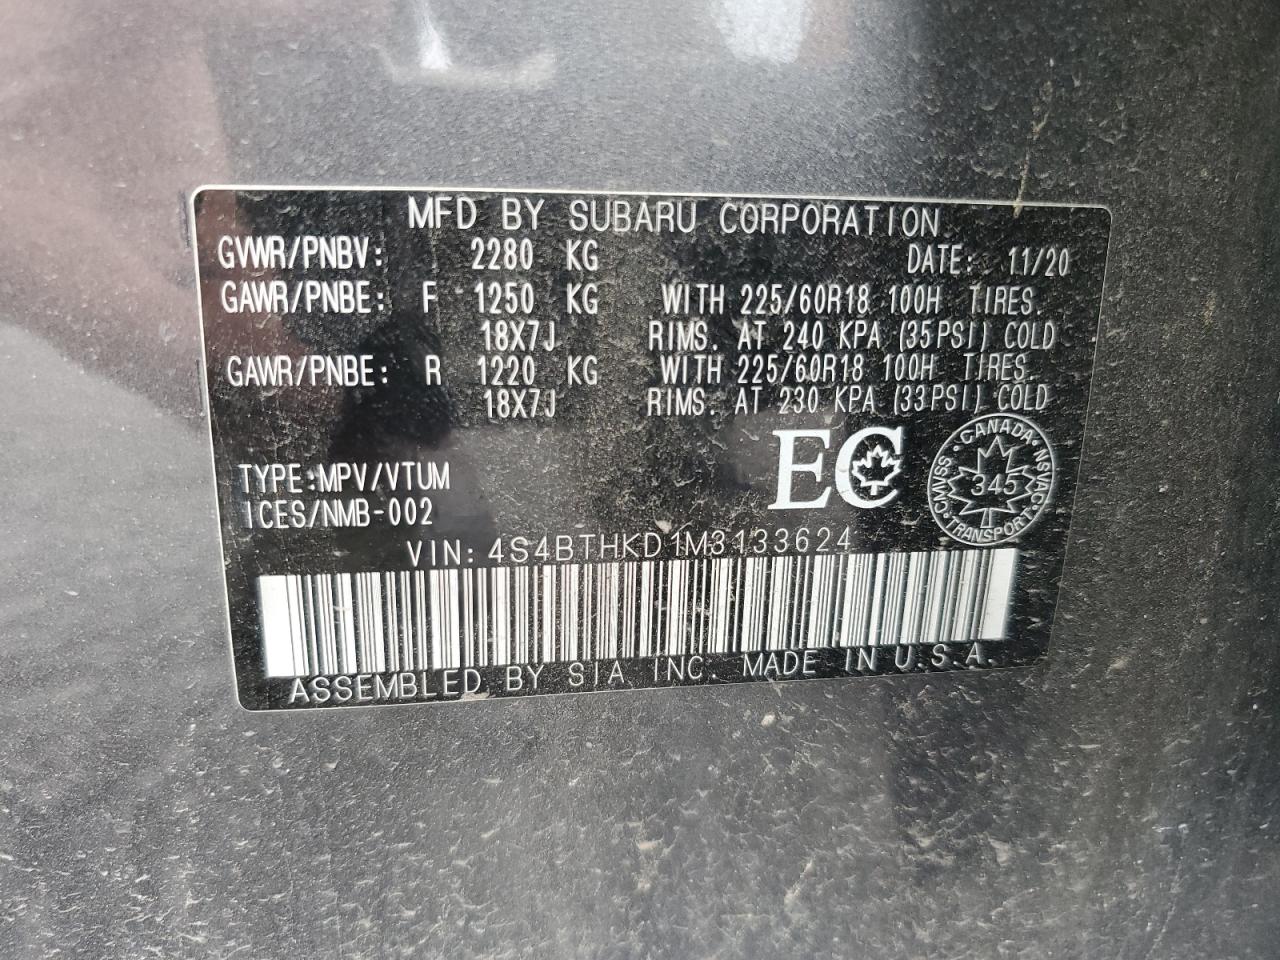 MFD BY SUBARU CORPORATION
GVWR/PNBV: 2280 KG DATE: 11/20
GAWR/PNBE: F 1250 KG WITH 225/60R18 100H TIRES.
18X7J RIMS. AT 240 KPA (35PSI) COLD
GAWR/PNBE: R 1220 KG WITH 225/60R18 100H TIRES.
18X7J RIMS. AT 230 KPA (33PSI) COLD
EC
CANADA
CMVSS NSVAC
345
TRANSPORT
TYPE:MPV/VTUM
ICES/NMB-002
VIN: 4S4BTHKD1M3133624
ASSEMBLED BY SIA INC. MADE IN U.S.A.